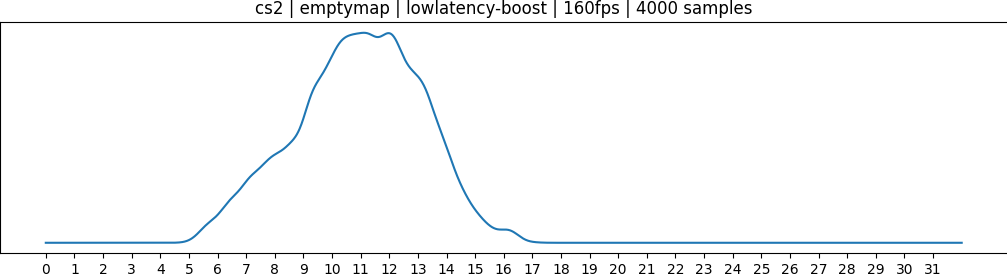 cs2 | emptymap | lowlatency-boost | 160fps | 4000 samples
0 1 2 3 4 5 6 7 8 9 10 11 12 13 14 15 16 17 18 19 20 21 22 23 24 25 26 27 28 29 30 31